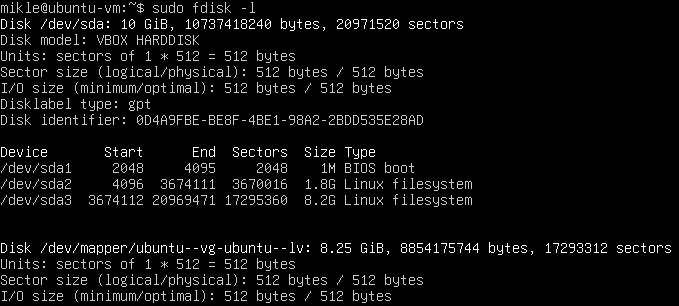 mikle@ubuntu-vm:~$ sudo fdisk -l
Disk /dev/sda: 10 GiB, 10737418240 bytes, 20971520 sectors
Disk model: VBOX HARDDISK
Units: sectors of 1 * 512 = 512 bytes
Sector size (logical/physical): 512 bytes / 512 bytes
I/O size (minimum/optimal): 512 bytes / 512 bytes
Disklabel type: gpt
Disk identifier: 0D4A9FBE-BE8F-4BE1-98A2-2BDD535E28AD
Device Start End Sectors Size Type
/dev/sda1 2048 4095 2048 1M BIOS boot
/dev/sda2 4096 3674111 3670016 1.8G Linux filesystem
/dev/sda3 3674112 20969471 17295360 8.2G Linux filesystem
Disk /dev/mapper/ubuntu--vg-ubuntu--lv: 8.25 GiB, 8854175744 bytes, 17293312 sectors
Units: sectors of 1 * 512 = 512 bytes
Sector size (logical/physical): 512 bytes / 512 bytes
I/O size (minimum/optimal): 512 bytes / 512 bytes